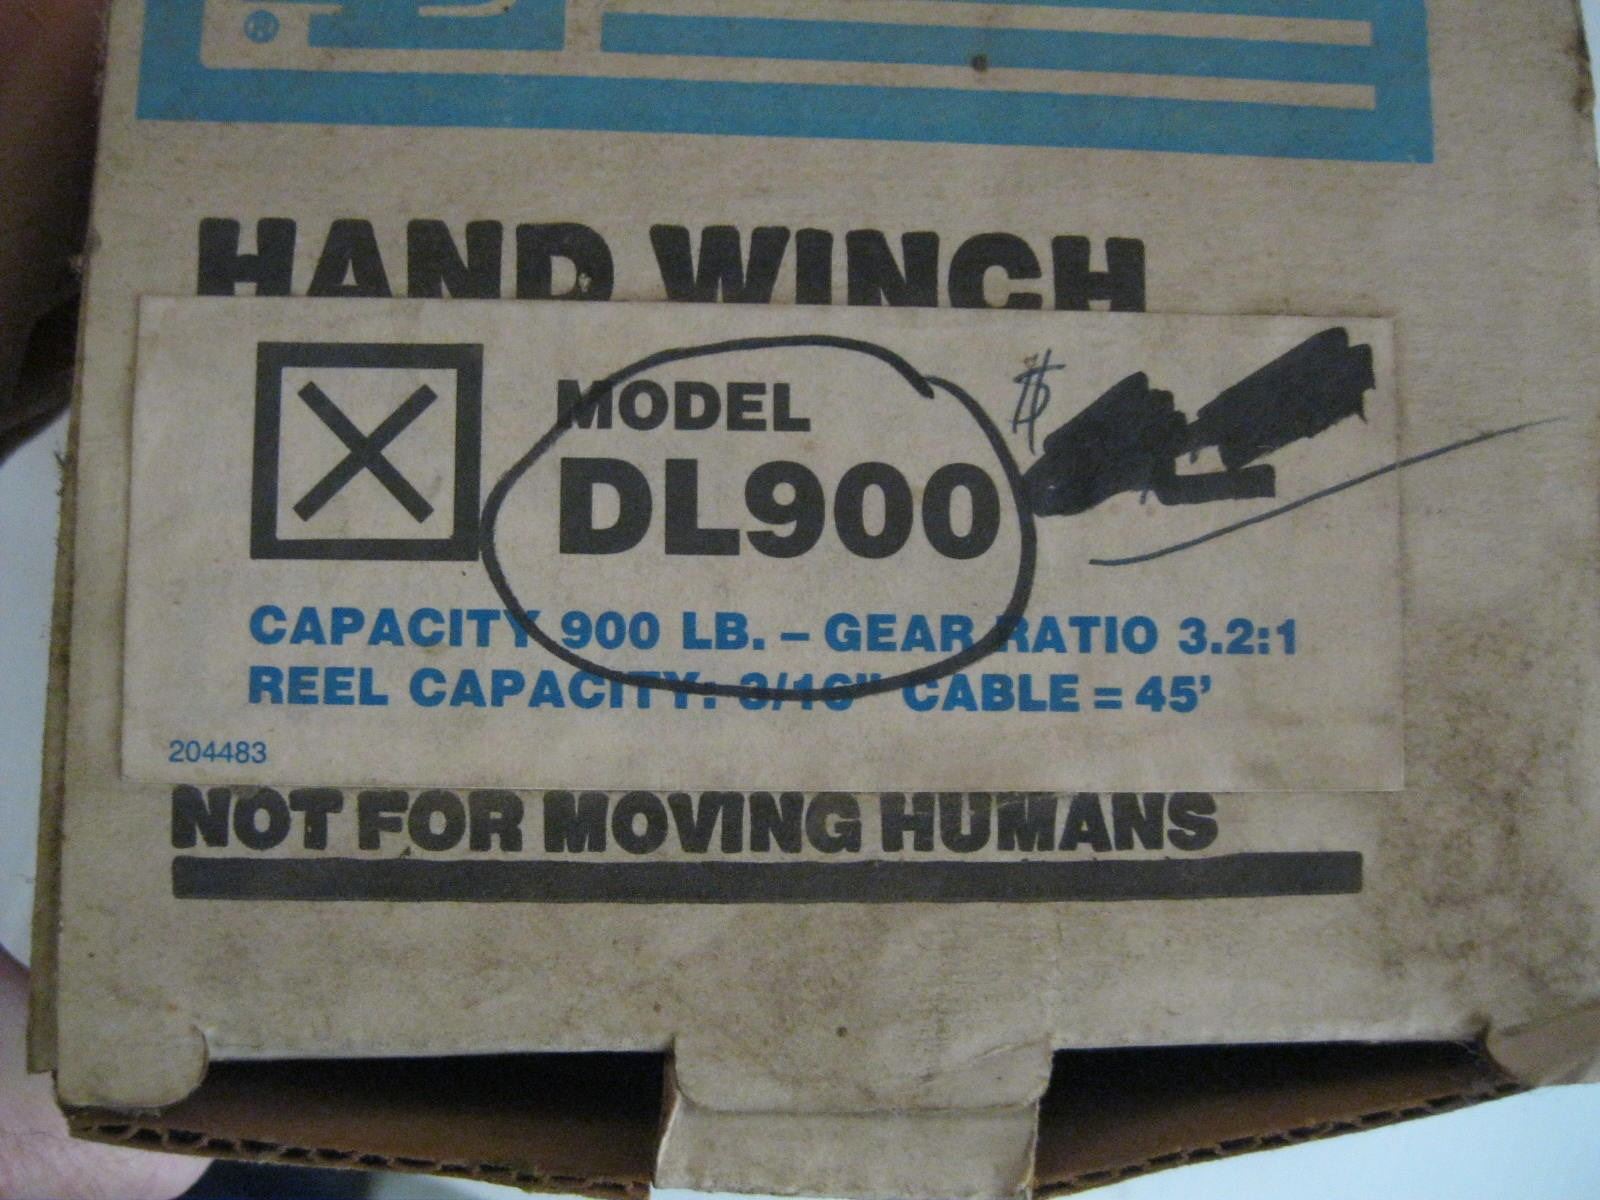 ®
HAND WINCH
MODEL
DL900
$
CAPACITY 900 LB. – GEAR RATIO 3.2:1
REEL CAPACITY: 3/16" CABLE = 45'
204483
NOT FOR MOVING HUMANS